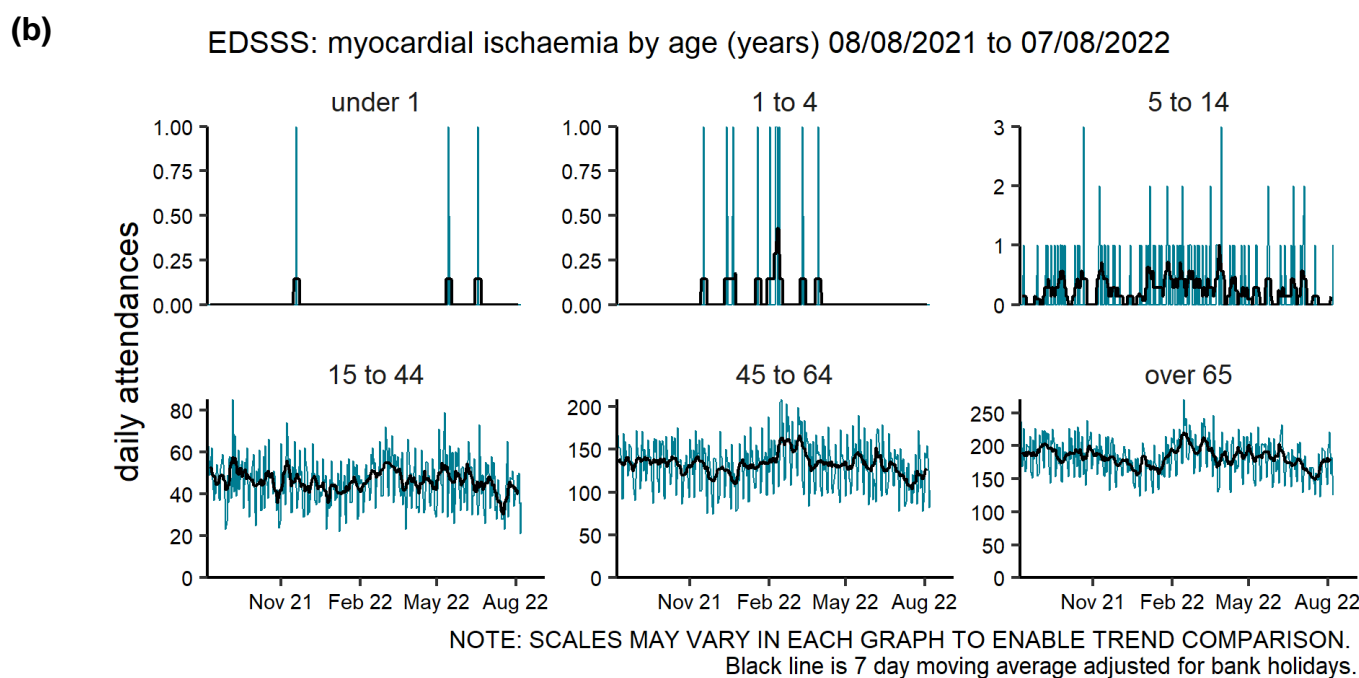 (b)
EDSSS: myocardial ischaemia by age (years) 08/08/2021 to 07/08/2022
daily attendances
under 1
1.00
0.75
0.50
0.25
0.00
1 to 4
1.00
0.75
0.50
0.25
0.00
5 to 14
3
2
1
0
15 to 44
80
60
40
20
0
Nov 21 Feb 22 May 22 Aug 22
45 to 64
200
150
100
50
0
Nov 21 Feb 22 May 22 Aug 22
over 65
250
200
150
100
50
0
Nov 21 Feb 22 May 22 Aug 22
NOTE: SCALES MAY VARY IN EACH GRAPH TO ENABLE TREND COMPARISON.
Black line is 7 day moving average adjusted for bank holidays.